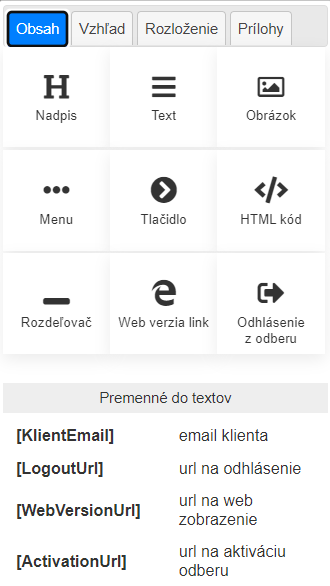 Obsah Vzhľad Rozloženie Prílohy
Nadpis Text Obrázok
Menu Tlačidlo HTML kód
Rozdeľovač Web verzia link Odhlásenie
z odberu
Premenné do textov
[KlientEmail] email klienta
[LogoutUrl] url na odhlásenie
[WebVersionUrl] url na web
zobrazenie
[ActivationUrl] url na aktiváciu
odberu